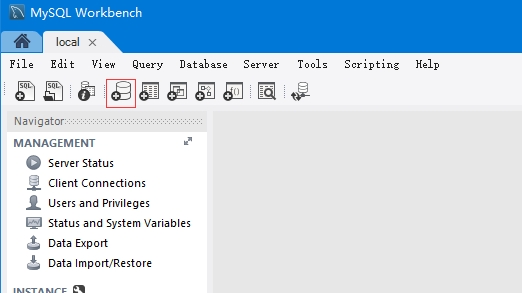 MySQL Workbench
local
File Edit View Query Database Server Tools Scripting Help
SQL
Navigator
MANAGEMENT
Server Status
Client Connections
Users and Privileges
Status and System Variables
Data Export
Data Import/Restore
INSTANCE